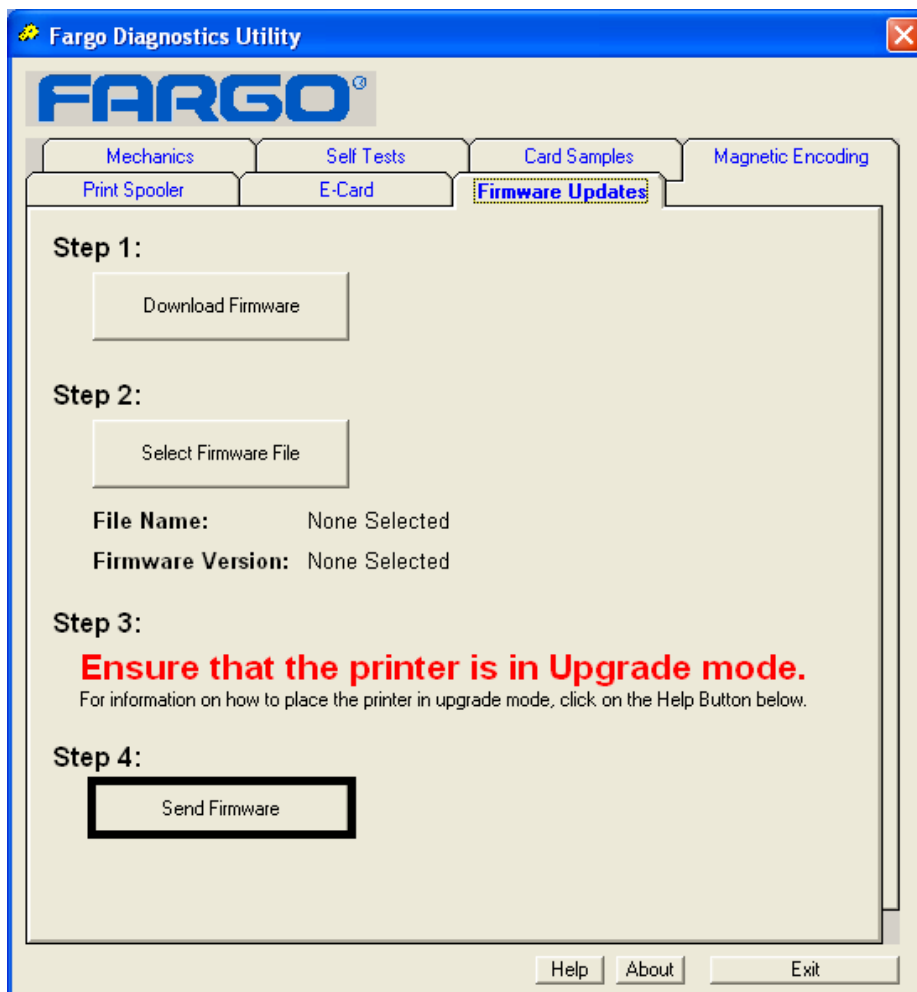 Fargo Diagnostics Utility
FARGO®
Mechanics Self Tests Card Samples Magnetic Encoding
Print Spooler E-Card Firmware Updates
Step 1:
Download Firmware
Step 2:
Select Firmware File
File Name: None Selected
Firmware Version: None Selected
Step 3:
Ensure that the printer is in Upgrade mode.
For information on how to place the printer in upgrade mode, click on the Help Button below.
Step 4:
Send Firmware
Help About Exit